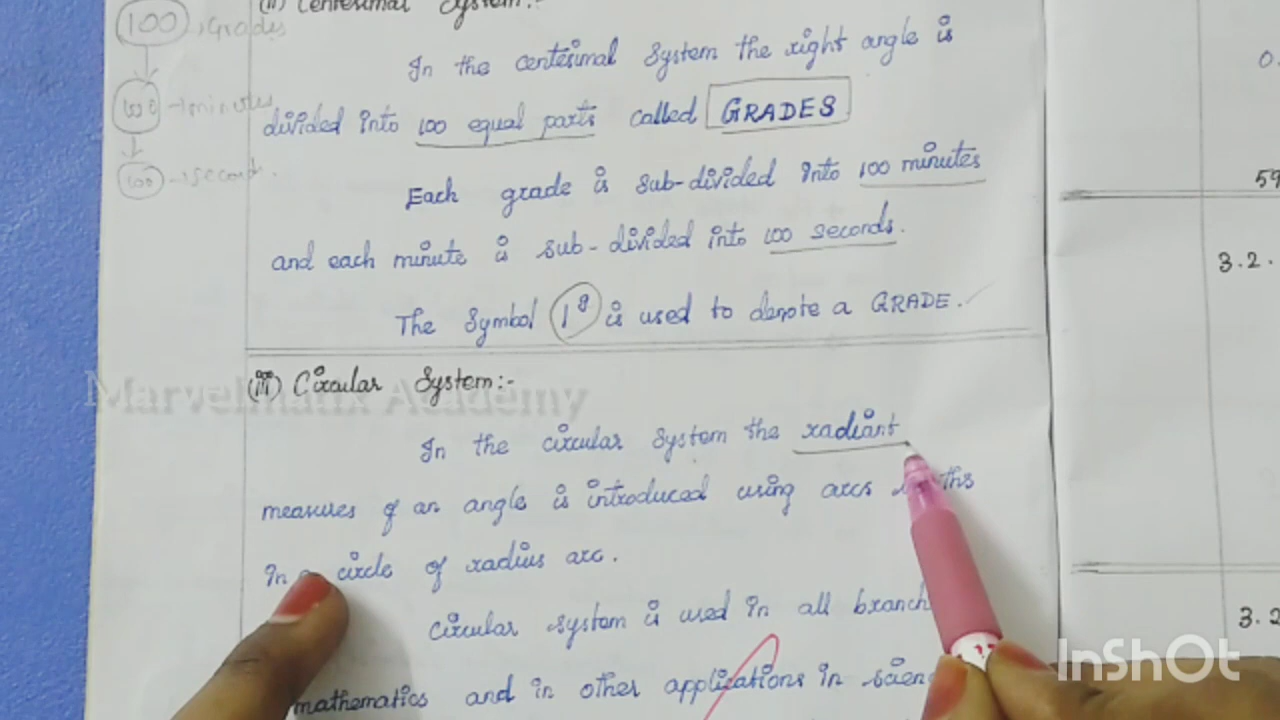 (ii) Centesimal System:-
100 → Grades
In the centesimal System the right angle is
100 → minutes
divided into 100 equal parts called GRADES
100 → second.
Each grade is sub-divided into 100 minutes
and each minute is sub-divided into 100 seconds.
The Symbol 1g is used to denote a GRADE.
(iii) Circular System:-
Marvelmatix Academy
In the circular System the radiant
measures of an angle is introduced using arcs
In circle of radius arc.
Circular system is used in all branch
mathematics and in other applications in scien
0.
59
3.2.
3.2
InShOt